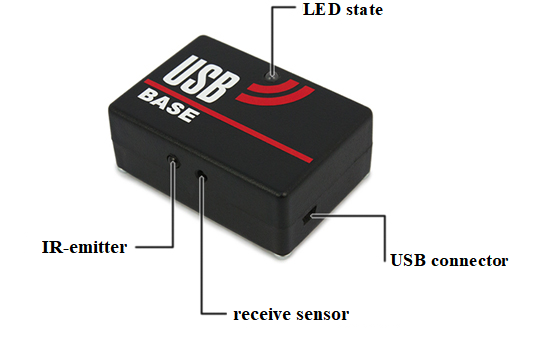 LED state
USB
BASE
IR-emitter
USB connector
receive sensor